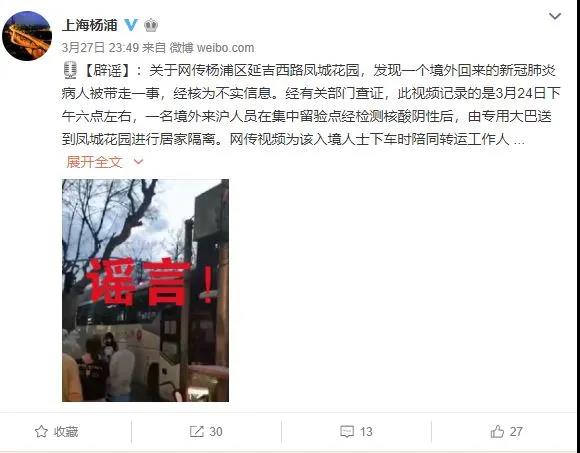 上海杨浦
3月27日 23:49 来自 微博 weibo.com
【辟谣】：关于网传杨浦区延吉西路凤城花园，发现一个境外回来的新冠肺炎
病人被带走一事，经核为不实信息。经有关部门查证，此视频记录的是3月24日下
午六点左右，一名境外来沪人员在集中留验点经检测核酸阴性后，由专用大巴送
到凤城花园进行居家隔离。网传视频为该入境人士下车时陪同转运工作人 ...
展开全文
谣言！
收藏
30
13
27